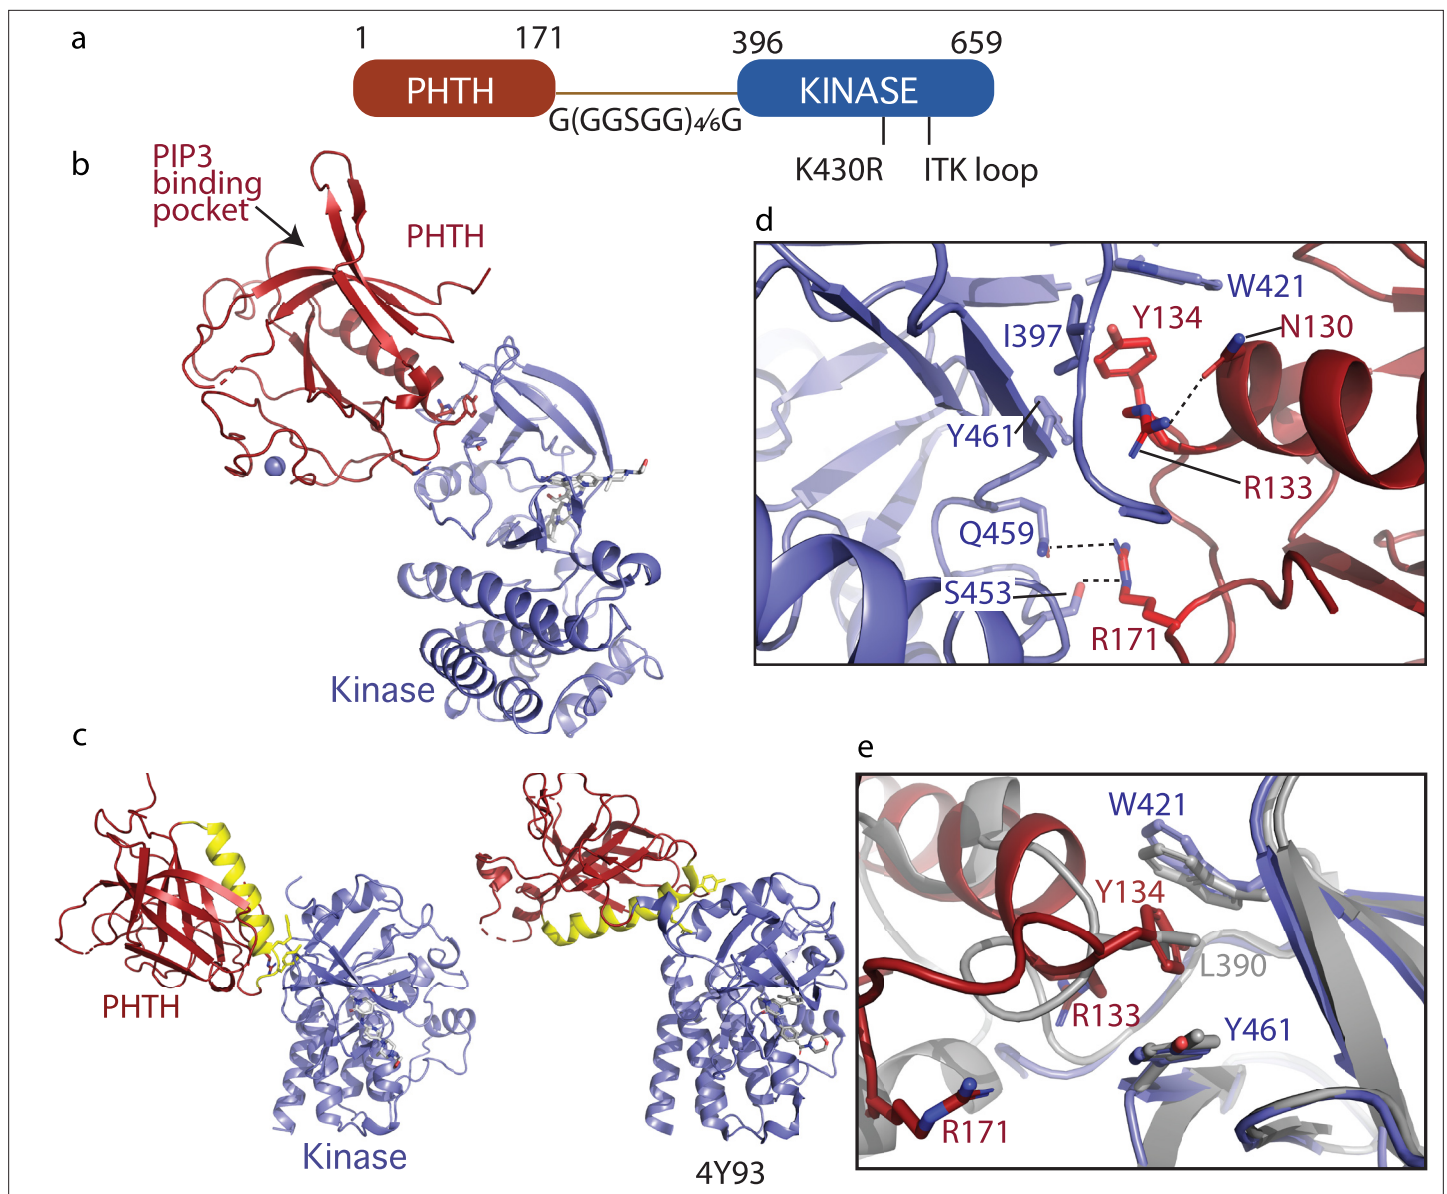 a
1 171 396 659
PHTH KINASE
G(GGSGG)4/6G
K430R ITK loop
b
PIP3
binding
pocket
PHTH
Kinase
c
PHTH
Kinase
4Y93
d
W421
Y134
N130
I397
Y461
R133
Q459
S453
R171
e
W421
Y134
L390
R133
Y461
R171